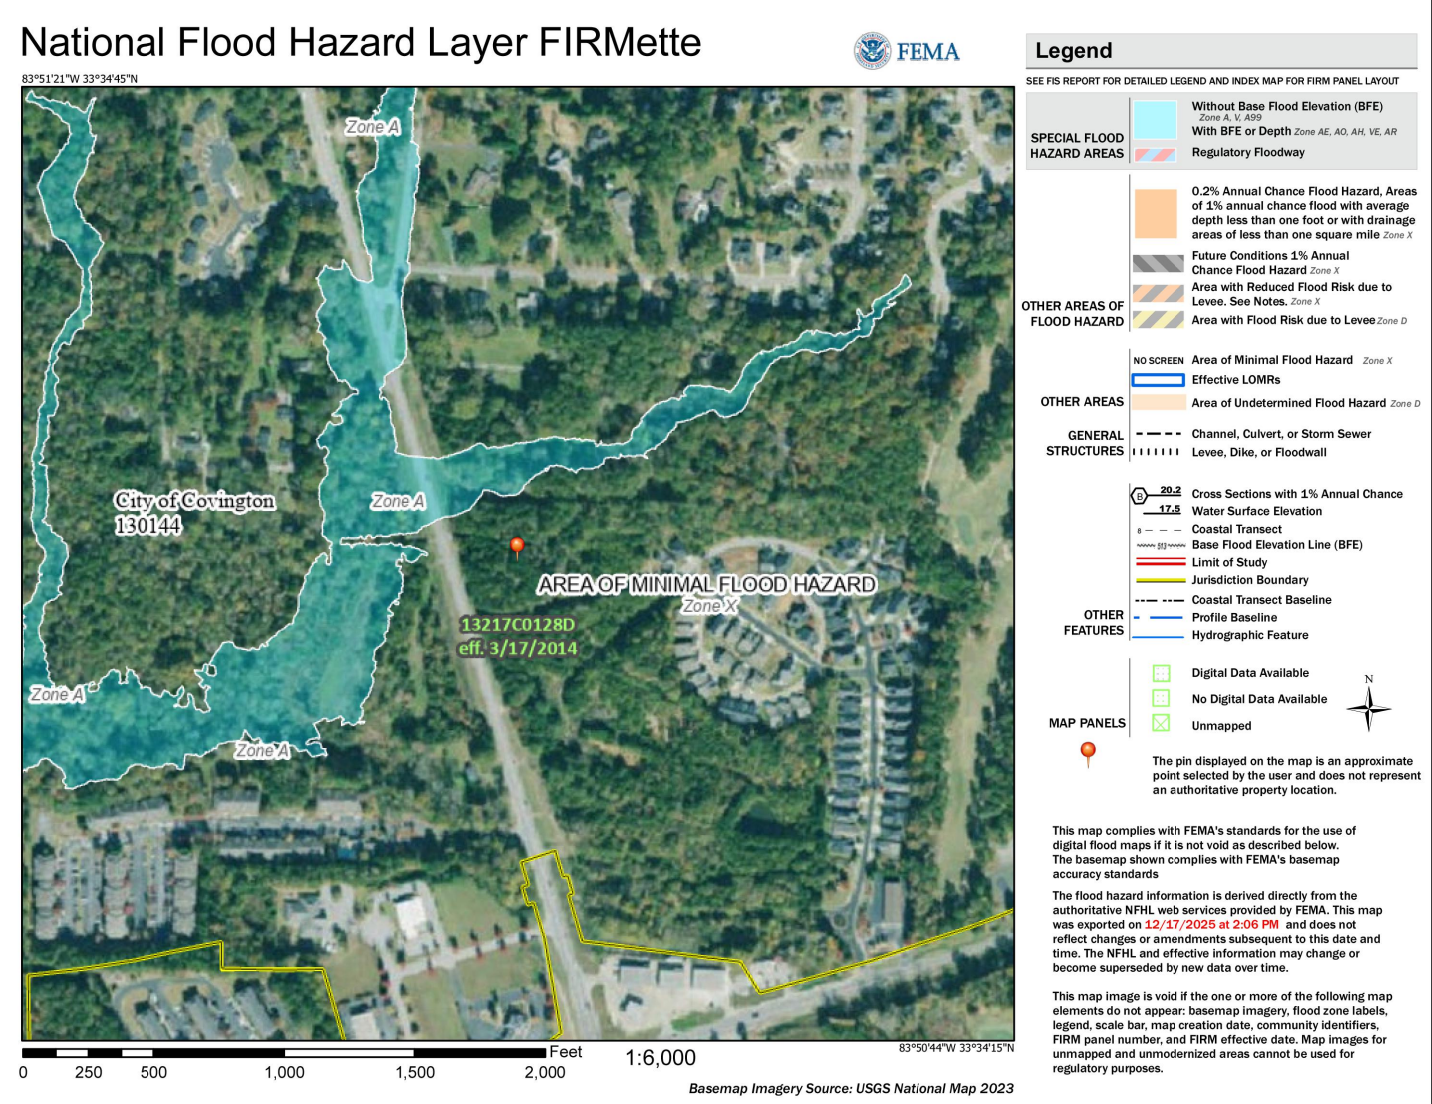 National Flood Hazard Layer FIRMette
FEMA
83°51'21"W 33°34'45"N
Zone A
City of Covington
130144
Zone A
AREA OF MINIMAL FLOOD HAZARD
Zone X
13217C0128D
eff. 3/17/2014
Zone A
Zone A
Feet
1:6,000
83°50'44"W 33°34'15"N
0 250 500 1,000 1,500 2,000
Basemap Imagery Source: USGS National Map 2023
Legend
SEE FIS REPORT FOR DETAILED LEGEND AND INDEX MAP FOR FIRM PANEL LAYOUT
SPECIAL FLOOD
HAZARD AREAS
Without Base Flood Elevation (BFE)
Zone A, V, A99
With BFE or Depth Zone AE, AO, AH, VE, AR
Regulatory Floodway
OTHER AREAS OF
FLOOD HAZARD
0.2% Annual Chance Flood Hazard, Areas
of 1% annual chance flood with average
depth less than one foot or with drainage
areas of less than one square mile Zone X
Future Conditions 1% Annual
Chance Flood Hazard Zone X
Area with Reduced Flood Risk due to
Levee. See Notes. Zone X
Area with Flood Risk due to Levee Zone D
OTHER AREAS
NO SCREEN Area of Minimal Flood Hazard Zone X
Effective LOMRs
Area of Undetermined Flood Hazard Zone D
GENERAL
STRUCTURES
Channel, Culvert, or Storm Sewer
Levee, Dike, or Floodwall
OTHER
FEATURES
B 20.2 Cross Sections with 1% Annual Chance
17.5 Water Surface Elevation
8 Coastal Transect
513 Base Flood Elevation Line (BFE)
Limit of Study
Jurisdiction Boundary
Coastal Transect Baseline
Profile Baseline
Hydrographic Feature
MAP PANELS
Digital Data Available
No Digital Data Available
Unmapped
N
The pin displayed on the map is an approximate
point selected by the user and does not represent
an authoritative property location.
This map complies with FEMA's standards for the use of
digital flood maps if it is not void as described below.
The basemap shown complies with FEMA's basemap
accuracy standards
The flood hazard information is derived directly from the
authoritative NFHL web services provided by FEMA. This map
was exported on 12/17/2025 at 2:06 PM and does not
reflect changes or amendments subsequent to this date and
time. The NFHL and effective information may change or
become superseded by new data over time.
This map image is void if the one or more of the following map
elements do not appear: basemap imagery, flood zone labels,
legend, scale bar, map creation date, community identifiers,
FIRM panel number, and FIRM effective date. Map images for
unmapped and unmodernized areas cannot be used for
regulatory purposes.